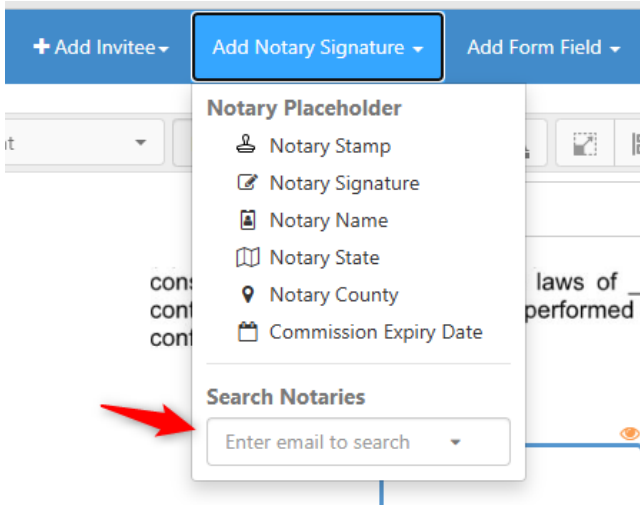 Add Invitee
Add Notary Signature
Add Form Field
Notary Placeholder
Notary Stamp
Notary Signature
Notary Name
Notary State
Notary County
Commission Expiry Date
laws of _
performed
Search Notaries
Enter email to search